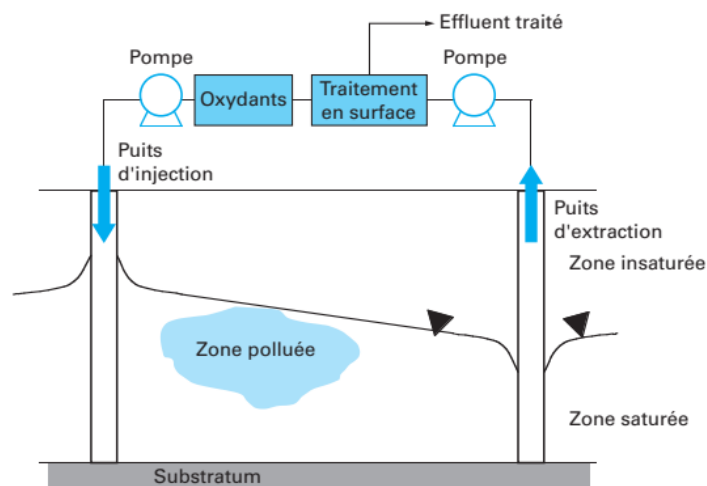 Effluent traité
Pompe
Pompe
Oxydants
Traitement
en surface
Puits
d'injection
Puits
d'extraction
Zone insaturée
Zone polluée
Zone saturée
Substratum